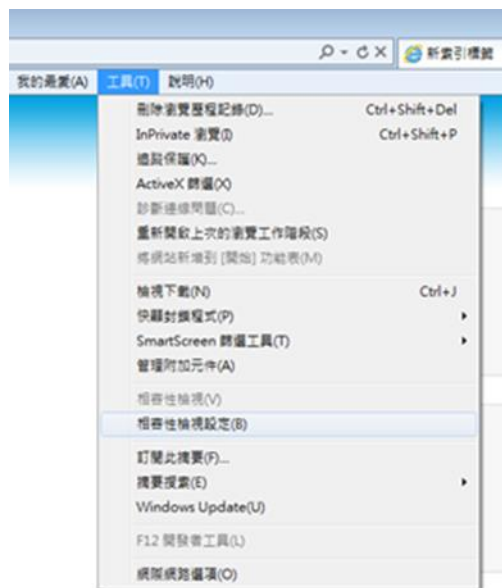 新索引標籤
我的最愛(A) 工具(T) 說明(H)
刪除瀏覽歷程記錄(D)... Ctrl+Shift+Del
InPrivate 瀏覽(I) Ctrl+Shift+P
追蹤保護(K)...
ActiveX 篩選(X)
診斷連線問題(C)...
重新開啟上次的瀏覽工作階段(S)
將網站新增到 [開始] 功能表(M)
檢視下載(N) Ctrl+J
快顯封鎖程式(P)
SmartScreen 篩選工具(T)
管理附加元件(A)
相容性檢視(V)
相容性檢視設定(B)
訂閱此摘要(F)...
摘要探索(E)
Windows Update(U)
F12 開發者工具(L)
網際網路選項(O)